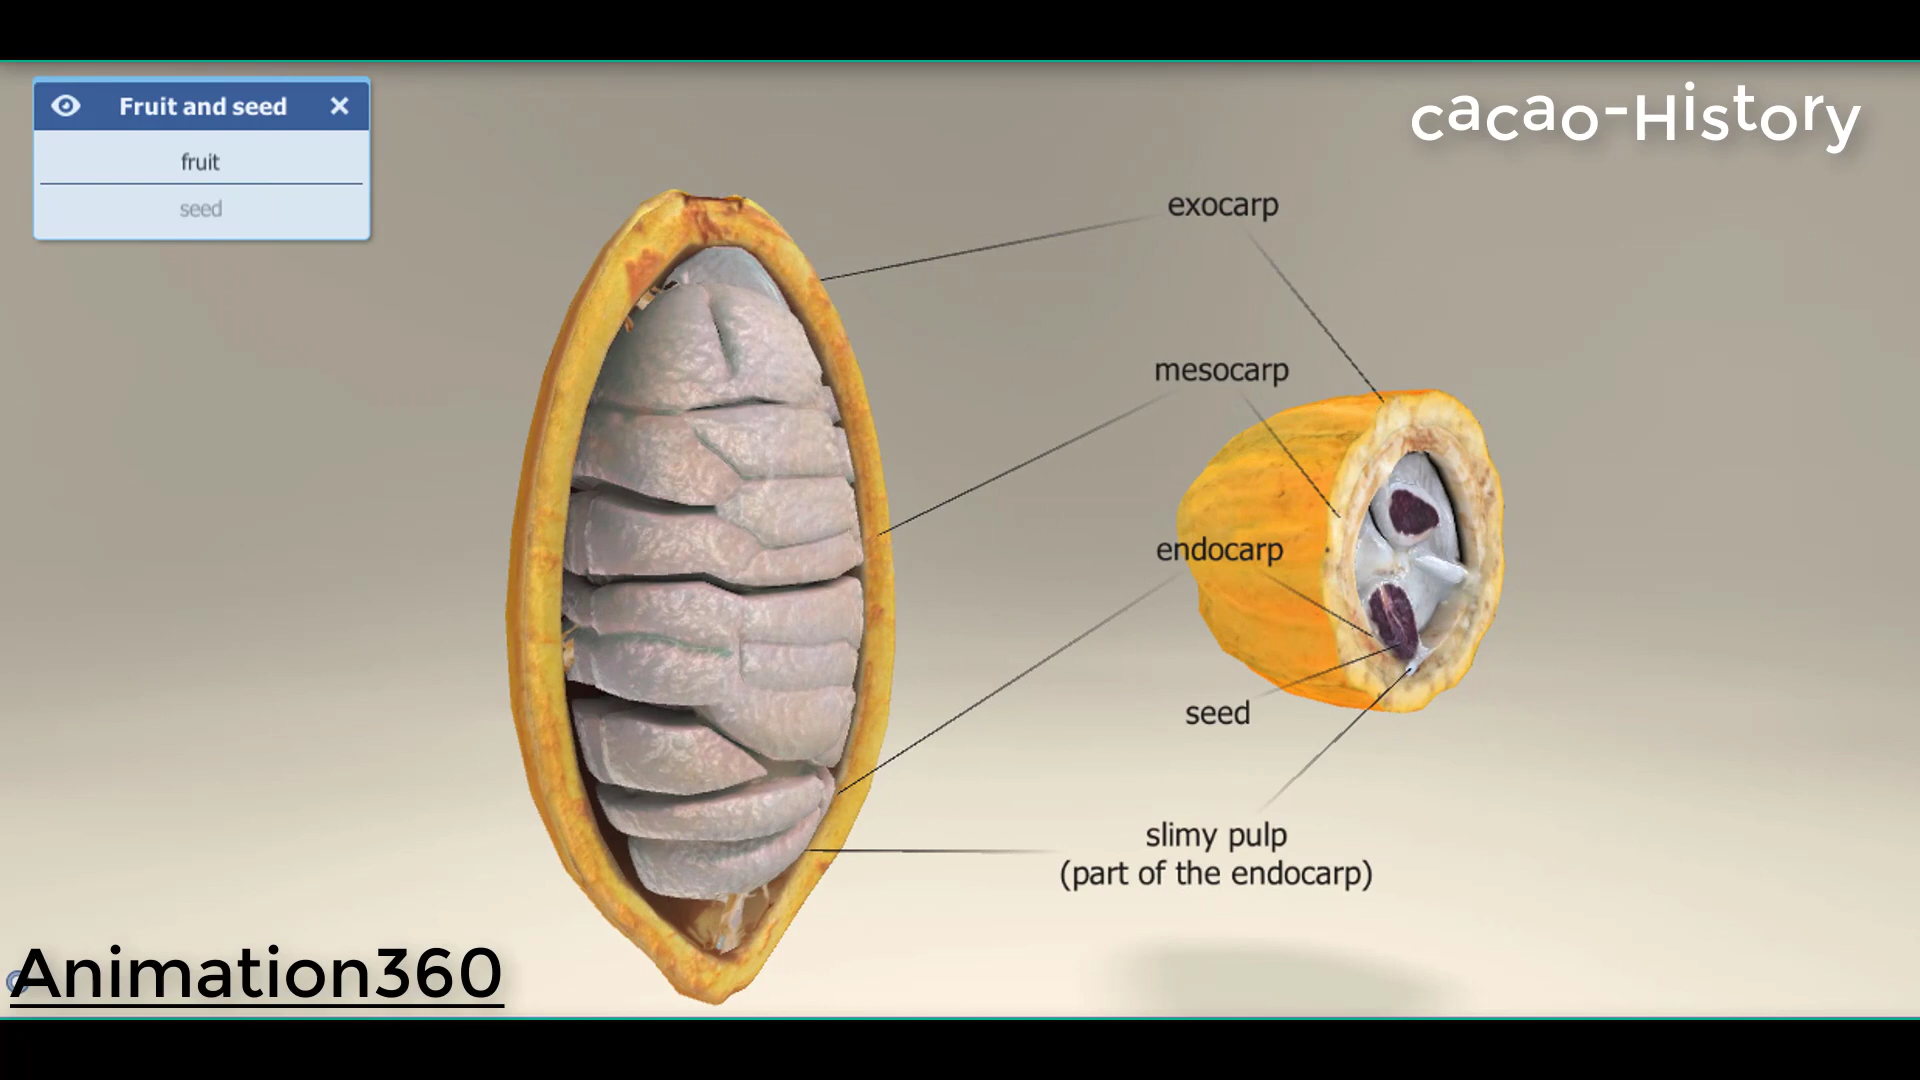 Fruit and seed
fruit
seed
cacao-History
exocarp
mesocarp
endocarp
seed
slimy pulp
(part of the endocarp)
Animation360